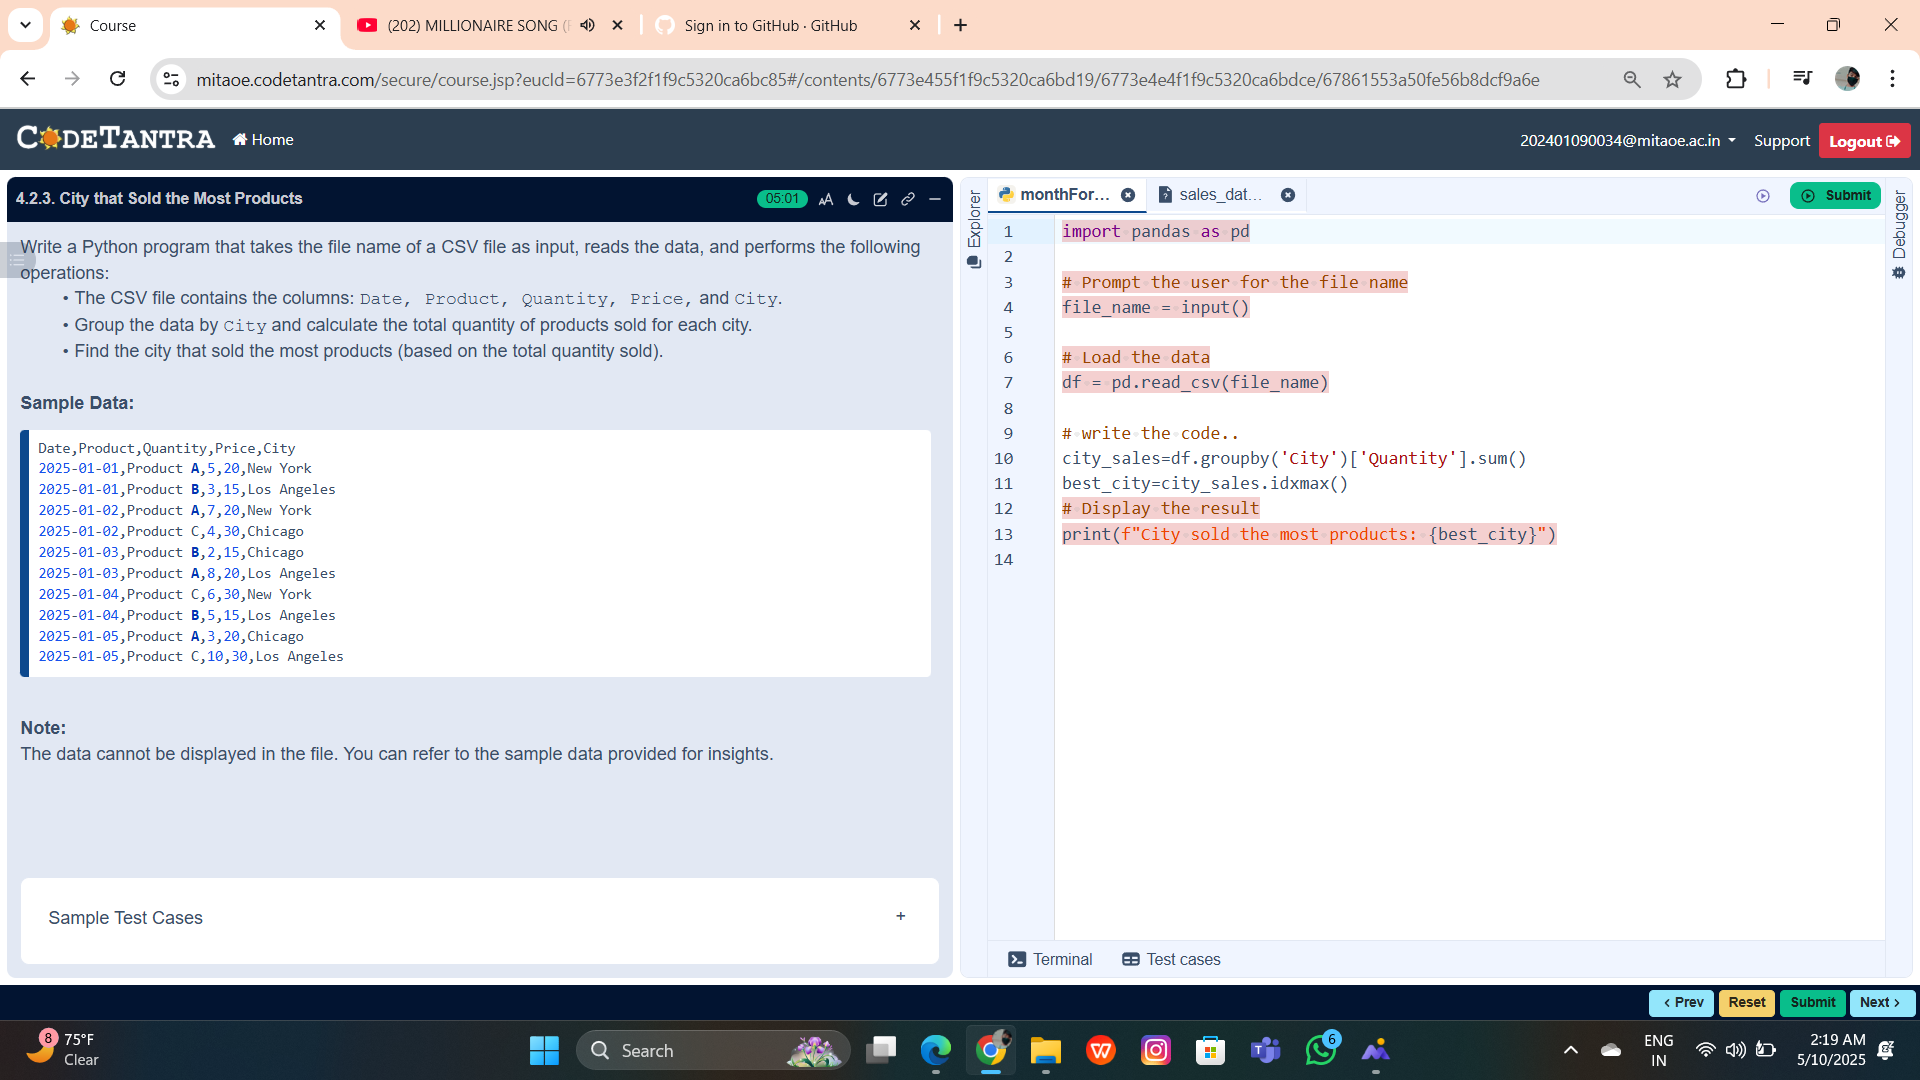 Course
(202) MILLIONAIRE SONG (
Sign in to GitHub · GitHub
mitaoe.codetantra.com/secure/course.jsp?eucId=6773e3f2f1f9c5320ca6bc85#/contents/6773e455f1f9c5320ca6bd19/6773e4e4f1f9c5320ca6bdce/67861553a50fe56b8dcf9a6e
CODETANTRA
Home
202401090034@mitaoe.ac.in
Support
Logout
4.2.3. City that Sold the Most Products
05:01
AA
Write a Python program that takes the file name of a CSV file as input, reads the data, and performs the following
operations:
• The CSV file contains the columns: Date, Product, Quantity, Price, and City.
• Group the data by City and calculate the total quantity of products sold for each city.
• Find the city that sold the most products (based on the total quantity sold).
Sample Data:
Date,Product,Quantity,Price,City
2025-01-01,Product A,5,20,New York
2025-01-01,Product B,3,15,Los Angeles
2025-01-02,Product A,7,20,New York
2025-01-02,Product C,4,30,Chicago
2025-01-03,Product B,2,15,Chicago
2025-01-03,Product A,8,20,Los Angeles
2025-01-04,Product C,6,30,New York
2025-01-04,Product B,5,15,Los Angeles
2025-01-05,Product A,3,20,Chicago
2025-01-05,Product C,10,30,Los Angeles
Note:
The data cannot be displayed in the file. You can refer to the sample data provided for insights.
Sample Test Cases
+
Explorer
monthFor...
sales_dat...
Submit
Debugger
1 import pandas as pd
2
3 # Prompt the user for the file name
4 file_name = input()
5
6 # Load the data
7 df = pd.read_csv(file_name)
8
9 # write the code..
10 city_sales=df.groupby('City')['Quantity'].sum()
11 best_city=city_sales.idxmax()
12 # Display the result
13 print(f"City sold the most products: {best_city}")
14
Terminal
Test cases
< Prev
Reset
Submit
Next >
8
75°F
Clear
Search
6
ENG
IN
2:19 AM
5/10/2025